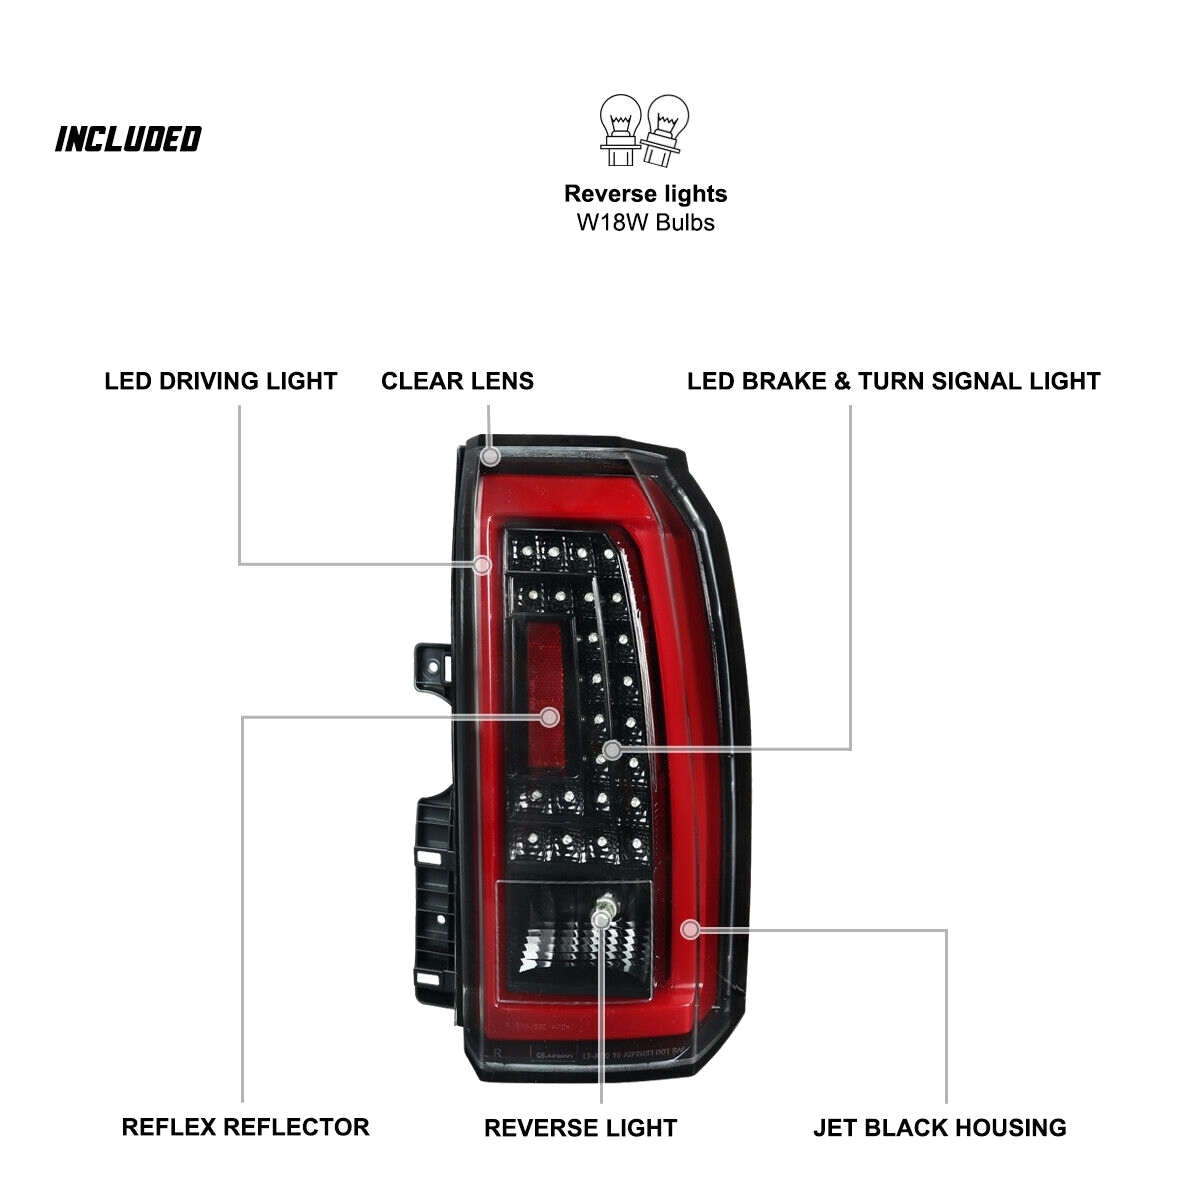 INCLUDED
Reverse lights
W18W Bulbs
LED DRIVING LIGHT
CLEAR LENS
LED BRAKE & TURN SIGNAL LIGHT
R
REFLEX REFLECTOR
REVERSE LIGHT
JET BLACK HOUSING